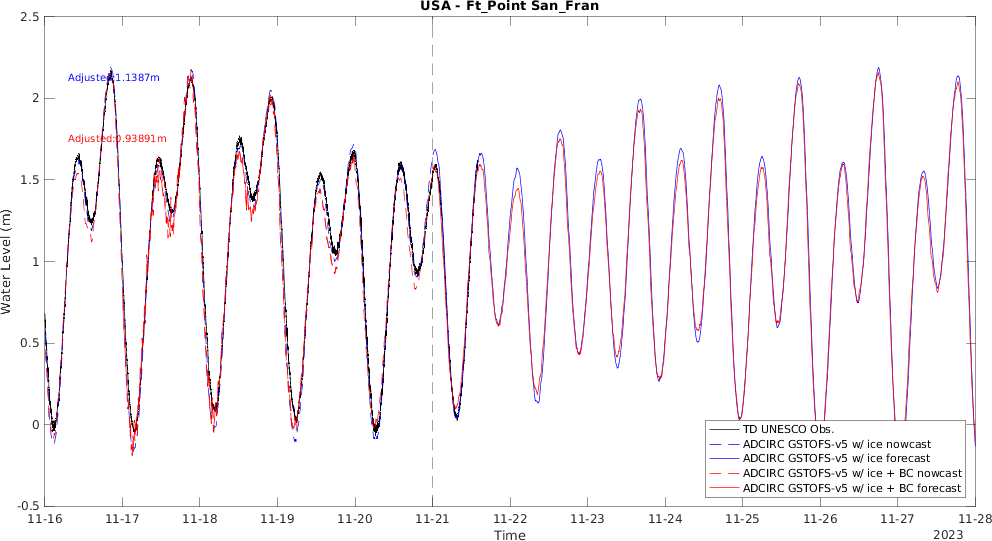 USA - Ft_Point San_Fran
2.5
2
1.5
1
0.5
0
-0.5
Water Level (m)
Adjusted:1.1387m
Adjusted:0.93891m
TD UNESCO Obs.
ADCIRC GSTOFS-v5 w/ ice nowcast
ADCIRC GSTOFS-v5 w/ ice forecast
ADCIRC GSTOFS-v5 w/ ice + BC nowcast
ADCIRC GSTOFS-v5 w/ ice + BC forecast
11-16 11-17 11-18 11-19 11-20 11-21 11-22 11-23 11-24 11-25 11-26 11-27 11-28
Time
2023